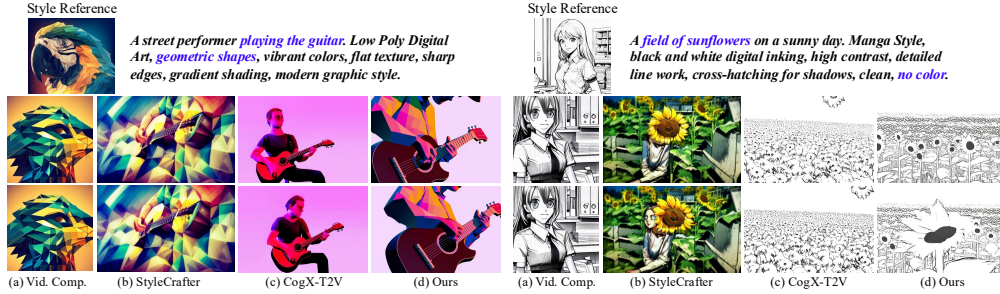 Style Reference
A street performer playing the guitar. Low Poly Digital
Art, geometric shapes, vibrant colors, flat texture, sharp
edges, gradient shading, modern graphic style.
(a) Vid. Comp.
(b) StyleCrafter
(c) CogX-T2V
(d) Ours
Style Reference
A field of sunflowers on a sunny day. Manga Style,
black and white digital inking, high contrast, detailed
line work, cross-hatching for shadows, clean, no color.
(a) Vid. Comp.
(b) StyleCrafter
(c) CogX-T2V
(d) Ours